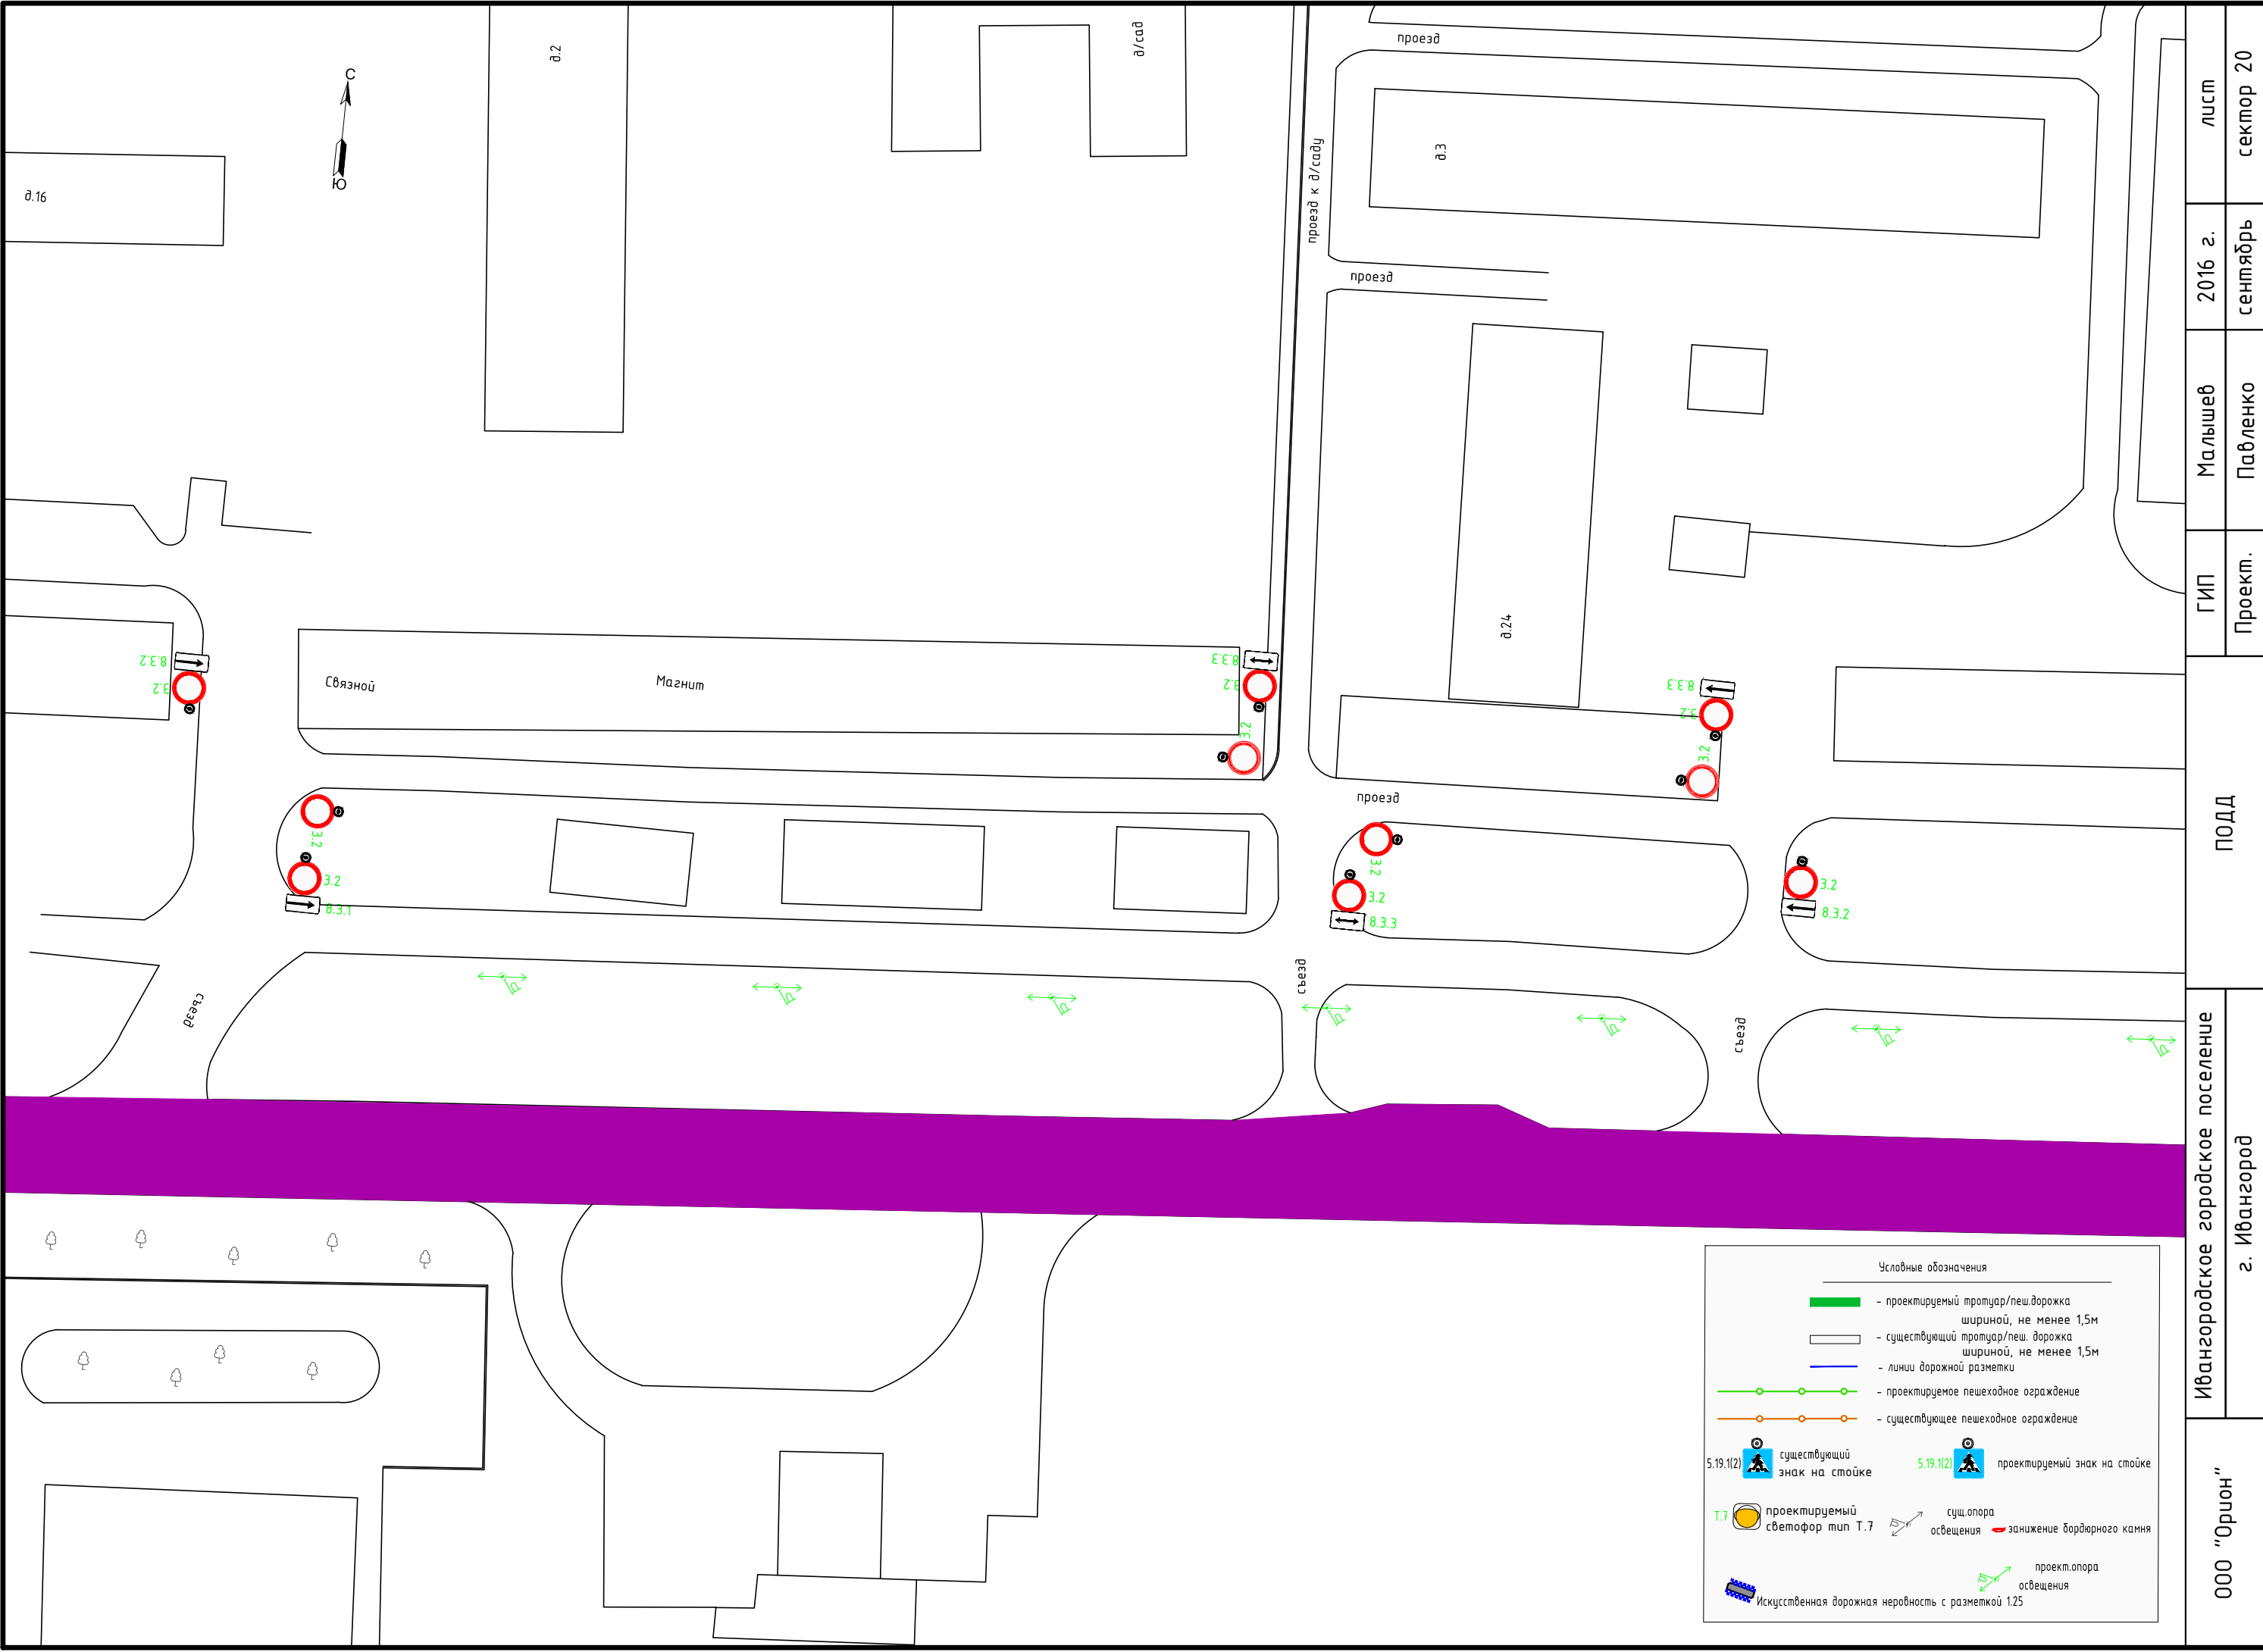 д.2
д/сад
проезд
С
Ю
д.16
проезд к д/саду
д.3
проезд
д.24
8.3.2
3.2
Связной
Магнит
8.3.3
3.2
3.2
8.3.3
3.2
3.2
проезд
3.2
3.2
8.3.1
3.2
3.2
8.3.3
3.2
8.3.2
съезд
съезд
съезд
Условные обозначения
- проектируемый тротуар/пеш.дорожка
шириной, не менее 1,5м
- существующий тротуар/пеш. дорожка
шириной, не менее 1,5м
- линии дорожной разметки
- проектируемое пешеходное ограждение
- существующее пешеходное ограждение
5.19.1(2)
существующий
знак на стойке
5.19.1(2)
проектируемый знак на стойке
Т.7
проектируемый
светофор тип Т.7
сущ.опора
освещения
занижение бордюрного камня
проект.опора
освещения
Искусственная дорожная неровность с разметкой 1.25
ООО "Орион"
Ивангородское городское поселение
г. Ивангород
ПОДД
ГИП
Малышев
2016 г.
лист
Проект.
Павленко
сентябрь
сектор 20